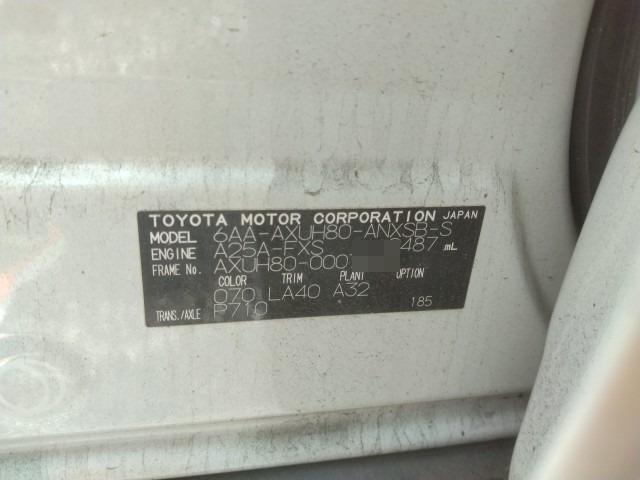 TOYOTA MOTOR CORPORATION JAPAN
MODEL 6AA-AXUH80-ANXSB-S
ENGINE A25A-FXS 2487 mL
FRAME No. AXUH80-000
COLOR TRIM PLANT OPTION
070 LA40 A32
TRANS./AXLE P710 185